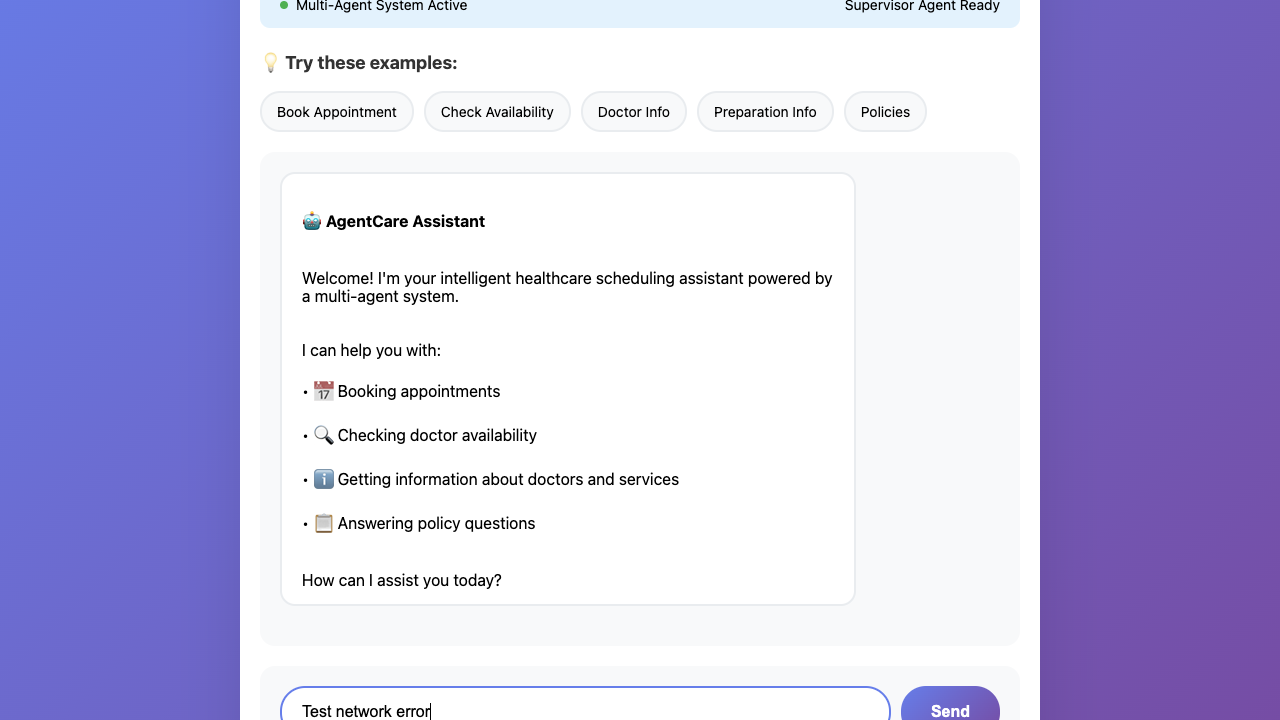 Multi-Agent System Active
Supervisor Agent Ready
💡 Try these examples:
Book Appointment
Check Availability
Doctor Info
Preparation Info
Policies
🤖 AgentCare Assistant
Welcome! I'm your intelligent healthcare scheduling assistant powered by
a multi-agent system.
I can help you with:
• 📅 Booking appointments
• 🔍 Checking doctor availability
• ℹ️ Getting information about doctors and services
• 📋 Answering policy questions
How can I assist you today?
Test network error
Send